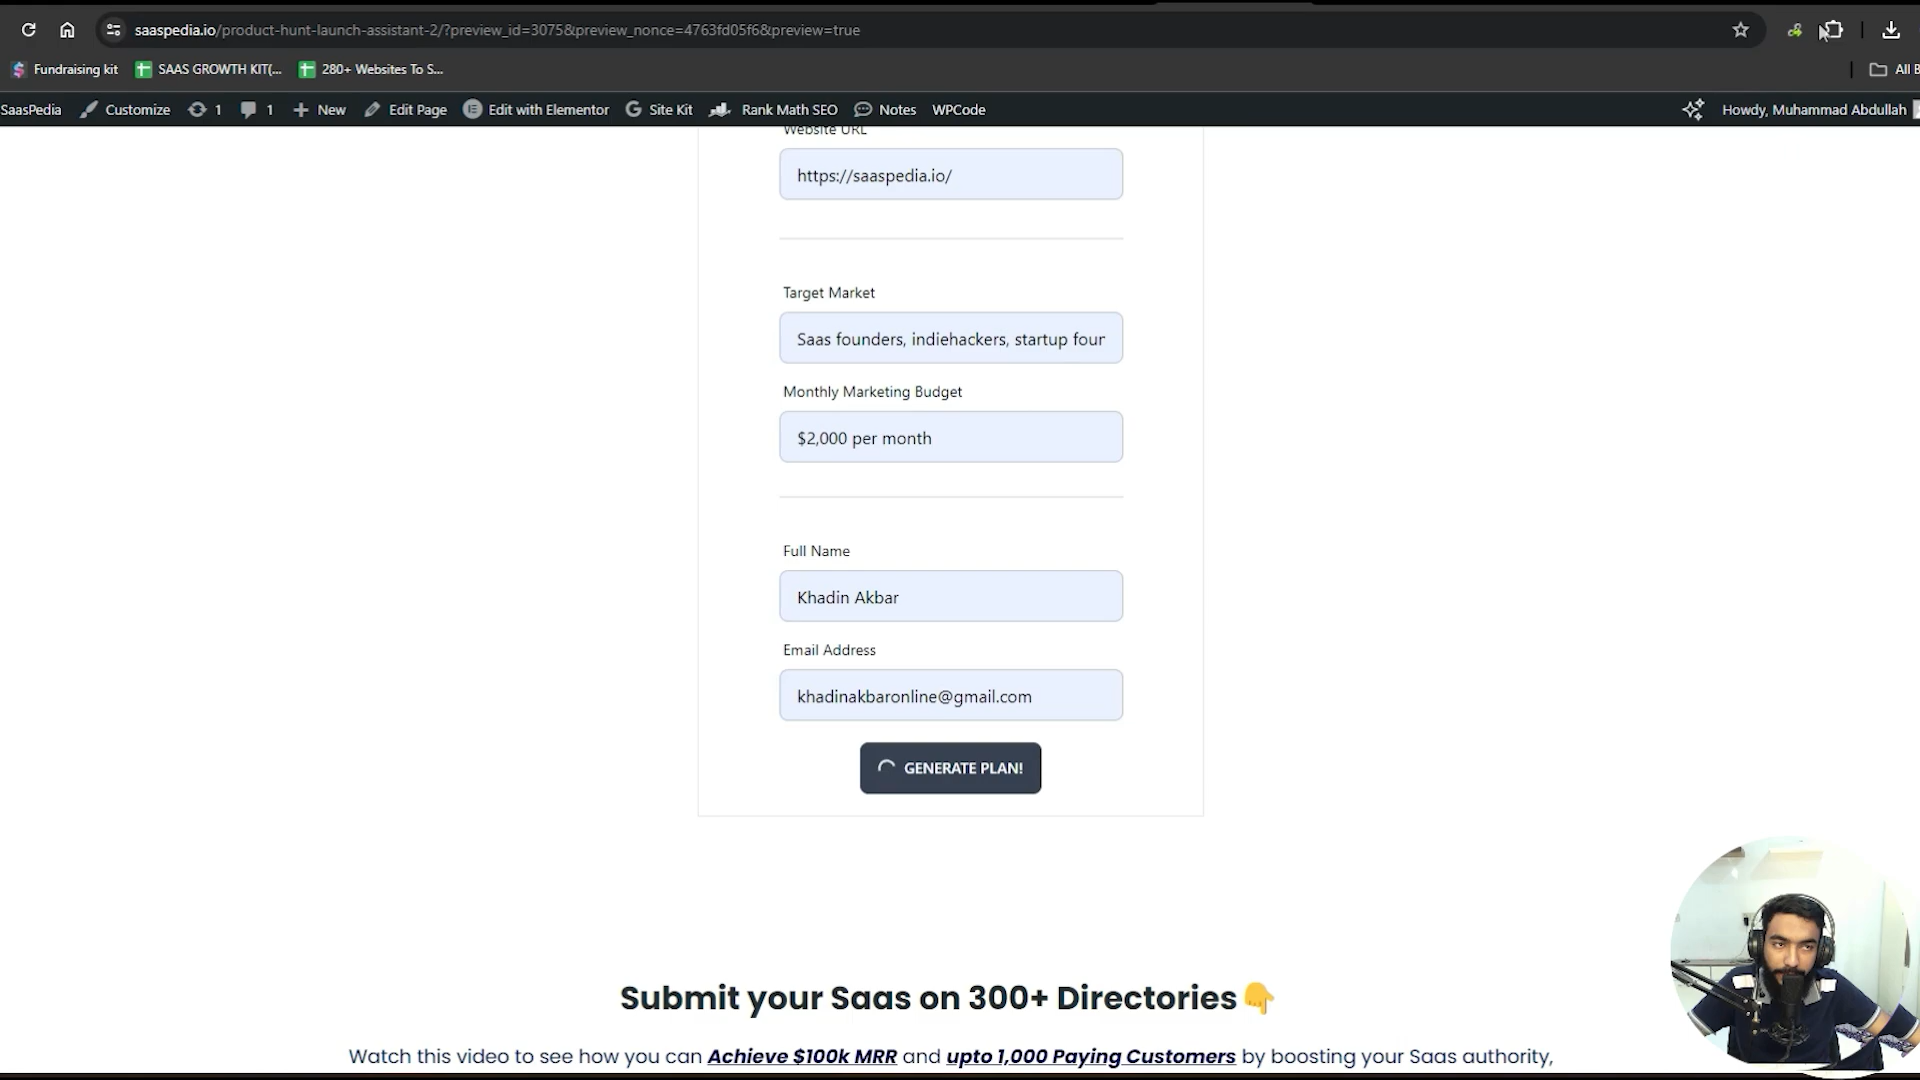 saaspedia.io/product-hunt-launch-assistant-2/?preview_id=3075&preview_nonce=4763fd05f6&preview=true
Fundraising kit SAAS GROWTH KIT(... 280+ Websites To S... All B
SaasPedia Customize 1 1 New Edit Page Edit with Elementor Site Kit Rank Math SEO Notes WPCode Howdy, Muhammad Abdullah
Website URL
https://saaspedia.io/
Target Market
Saas founders, indiehackers, startup four
Monthly Marketing Budget
$2,000 per month
Full Name
Khadin Akbar
Email Address
khadinakbaronline@gmail.com
GENERATE PLAN!
Submit your Saas on 300+ Directories👇
Watch this video to see how you can Achieve $100k MRR and upto 1,000 Paying Customers by boosting your Saas authority,